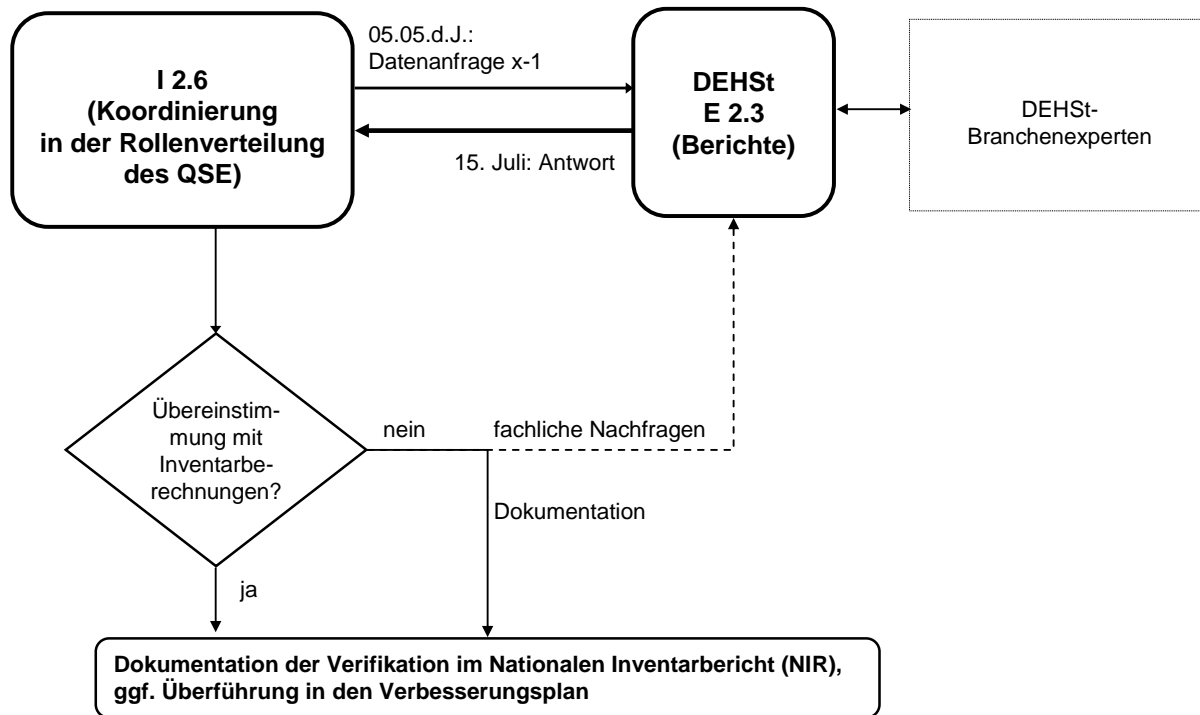 I 2.6
(Koordinierung
in der Rollenverteilung
des QSE)
05.05.d.J.:
Datenanfrage x-1
15. Juli: Antwort
DEHSt
E 2.3
(Berichte)
DEHSt-
Branchenexperten
Übereinstim-
mung mit
Inventarbe-
rechnungen?
nein
fachliche Nachfragen
Dokumentation
ja
Dokumentation der Verifikation im Nationalen Inventarbericht (NIR),
ggf. Überführung in den Verbesserungsplan